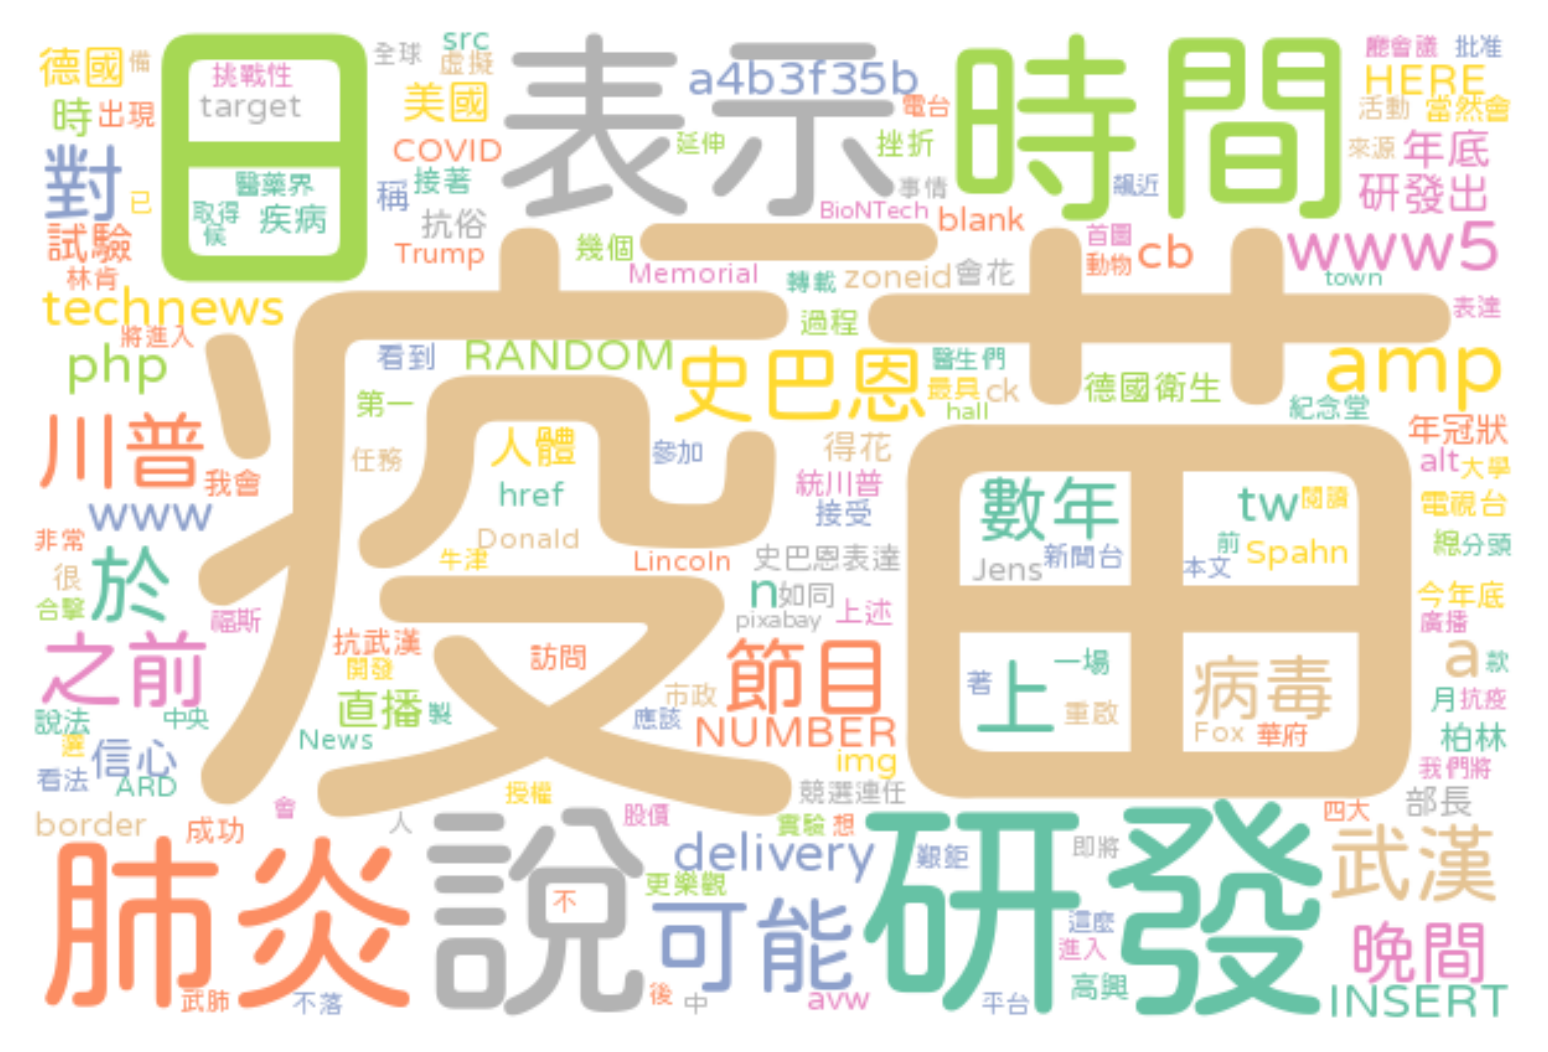 德國
備
日
挑戰性
target
全球
src
虛擬
表示
a4b3f35b
時間
廳會議
批准
HERE
時
出現
美國
電台
活動
當然會
對
已
醫藥界
取得
候
疾病
COVID
稱
接著
抗俗
延伸
挫折
事情
飆近
來源
年底
研發出
試驗
林肯
Trump
幾個
BioNTech
blank
首圖
動物
cb
www5
town
technews
將進入
Memorial
轉載
zoneid
會花
表達
php
看到
RANDOM
過程
史巴恩
醫生們
最具
ck
hall
德國衛生
amp
紀念堂
疫苗
川普
我會
第一
任務
人體
參加
得花
統川普
接受
年冠狀
alt
大學
www
href
Donald
牛津
Lincoln
史巴恩表達
數年
Jens
新聞台
tw
閱讀
前
Spahn
本文
電視台
總
分頭
非常
很
於
合擊
福斯
n
如同
pixabay
上述
今年底
廣播
之前
抗武漢
開發
訪問
直播
製
市政
節目
應該
NUMBER
著
上
一場
重啟
病毒
Fox
華府
a
款
月
抗疫
說法
中央
選
信心
看法
ARD
News
img
柏林
我們將
border
成功
會
人
授權
股價
競選連任
實驗
想
四大
部長
肺炎
說
不
delivery
更樂觀
可能
艱鉅
研發
即將
這麼
進入
高興
武漢
晚間
武肺
不落
後
中
avw
平台
INSERT